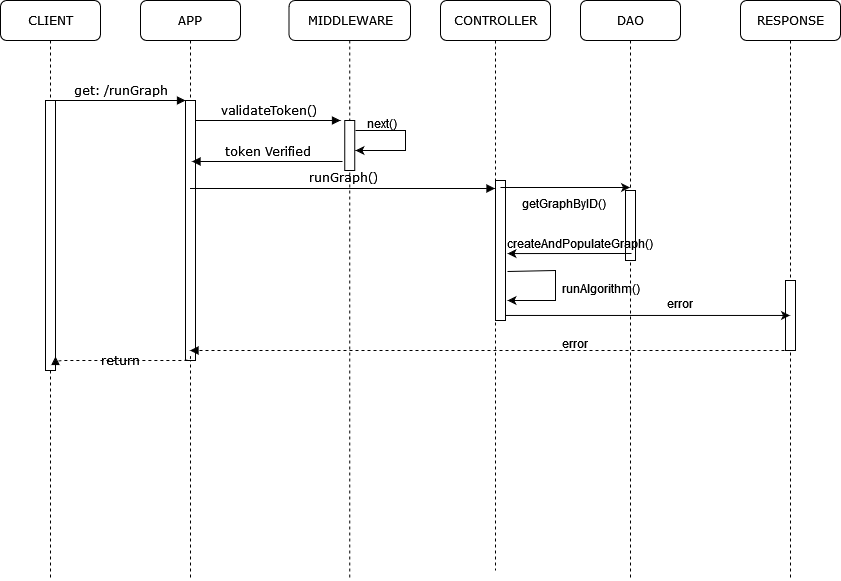 CLIENT
APP
MIDDLEWARE
CONTROLLER
DAO
RESPONSE
get: /runGraph
validateToken()
next()
token Verified
runGraph()
getGraphByID()
createAndPopulateGraph()
runAlgorithm()
error
error
return